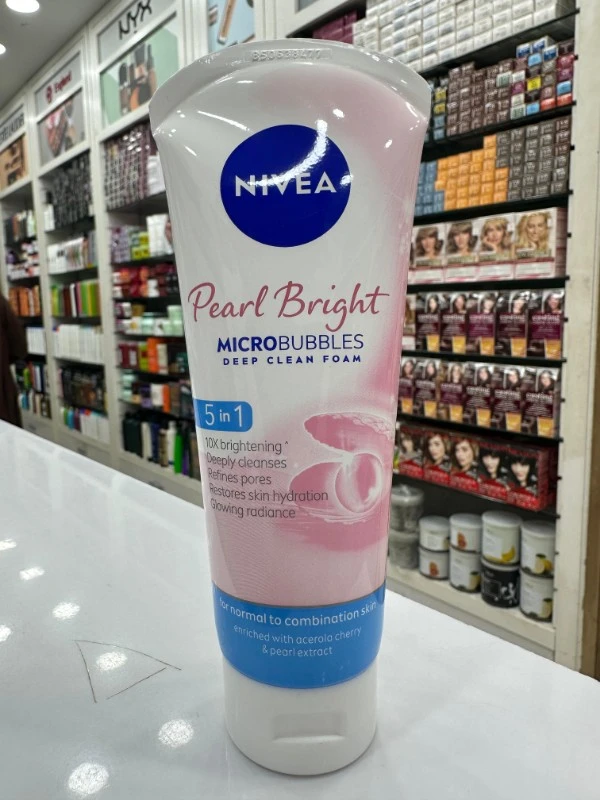 NYX
NIVEA
Pearl Bright
MICROBUBBLES
DEEP CLEAN FOAM
5 in 1
10X brightening ^
Deeply cleanses
Refines pores
Restores skin hydration
Glowing radiance
for normal to combination skin
enriched with acerola cherry
& pearl extract